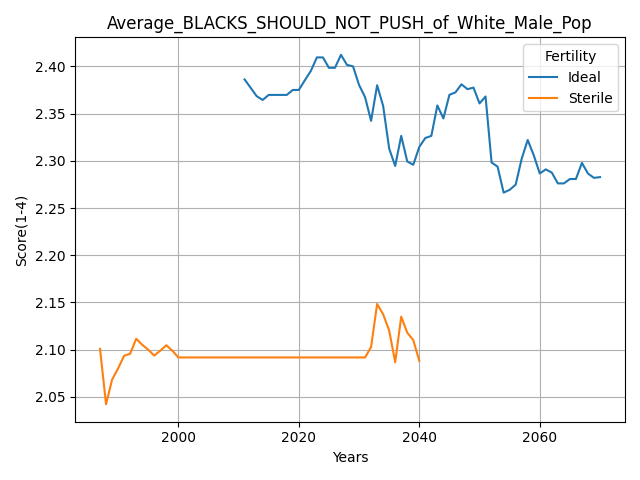 Average_BLACKS_SHOULD_NOT_PUSH_of_White_Male_Pop
Fertility
Ideal
Sterile
2.40
2.35
2.30
2.25
2.20
2.15
2.10
2.05
Score(1-4)
2000 2020 2040 2060
Years